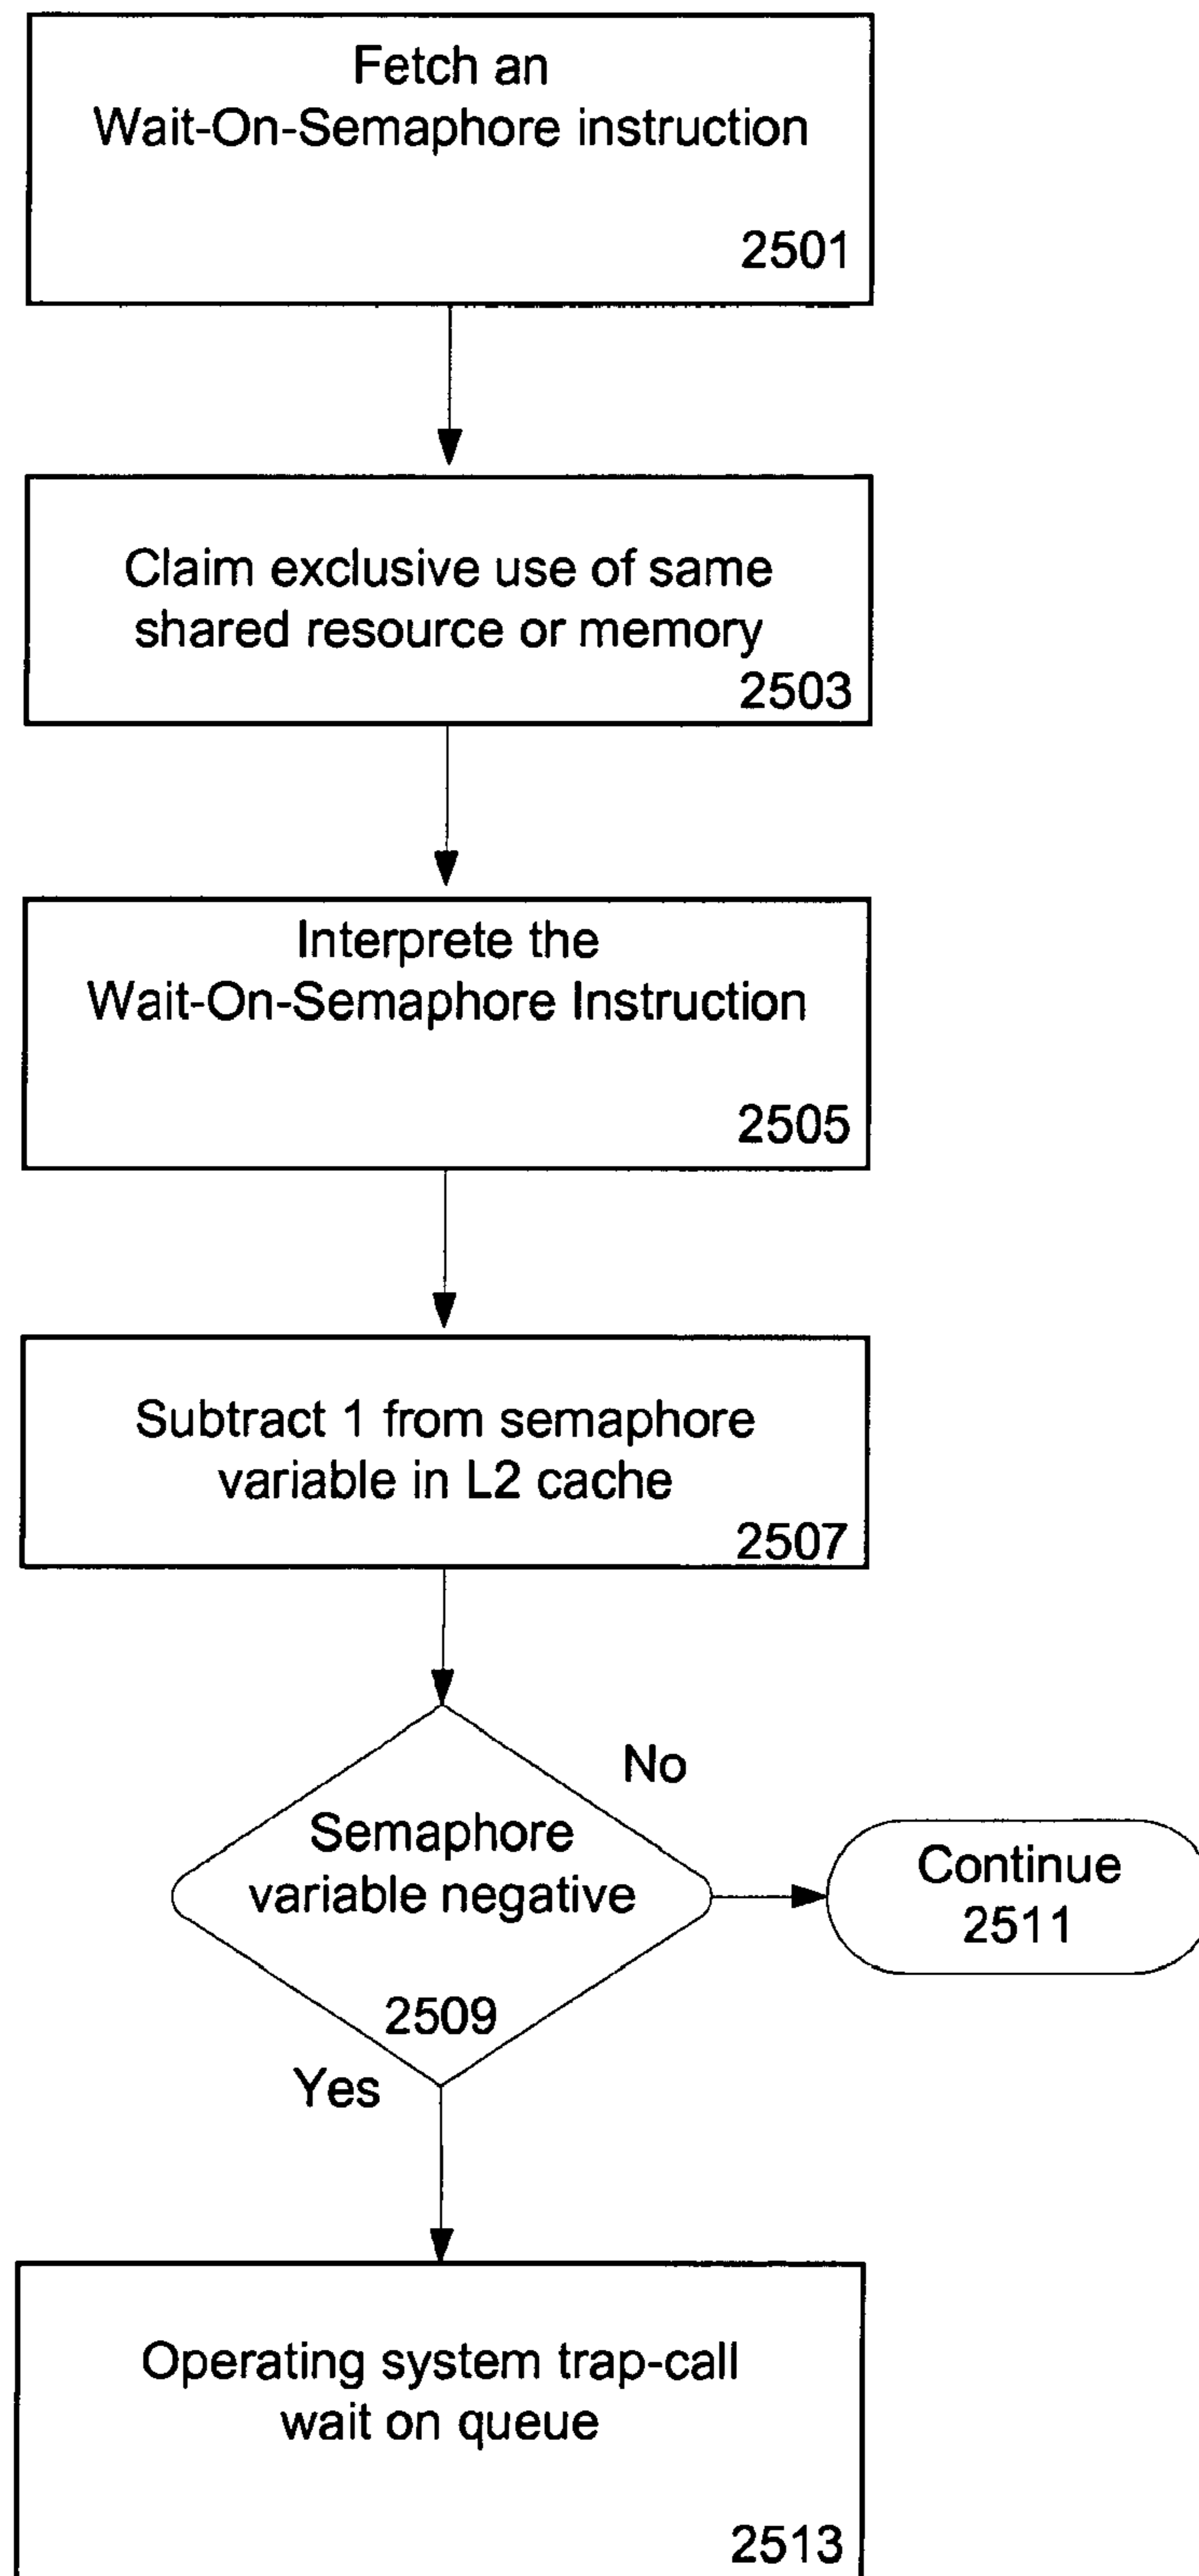 Fetch an
Wait-On-Semaphore instruction
2501
Claim exclusive use of same
shared resource or memory
2503
Interprete the
Wait-On-Semaphore Instruction
2505
Subtract 1 from semaphore
variable in L2 cache
2507
No
Semaphore
variable negative
2509
Continue
2511
Yes
Operating system trap-call
wait on queue
2513